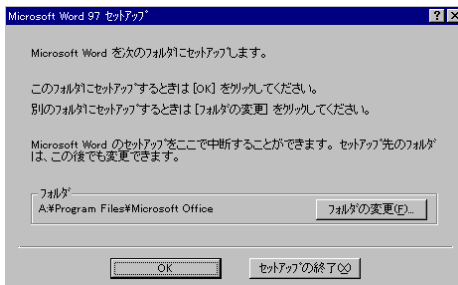 Microsoft Word 97 ｾｯﾄｱｯﾌﾟ
Microsoft Word を次のﾌｫﾙﾀﾞにｾｯﾄｱｯﾌﾟします。
このﾌｫﾙﾀﾞにｾｯﾄｱｯﾌﾟするときは [OK] をｸﾘｯｸしてください。
別のﾌｫﾙﾀﾞにｾｯﾄｱｯﾌﾟするときは [ﾌｫﾙﾀﾞの変更] をｸﾘｯｸしてください。
Microsoft Word のｾｯﾄｱｯﾌﾟをここで中断することができます。ｾｯﾄｱｯﾌﾟ先のﾌｫﾙﾀﾞ
は、この後でも変更できます。
ﾌｫﾙﾀﾞ
A:¥Program Files¥Microsoft Office
ﾌｫﾙﾀﾞの変更(F)...
OK
ｾｯﾄｱｯﾌﾟの終了(X)